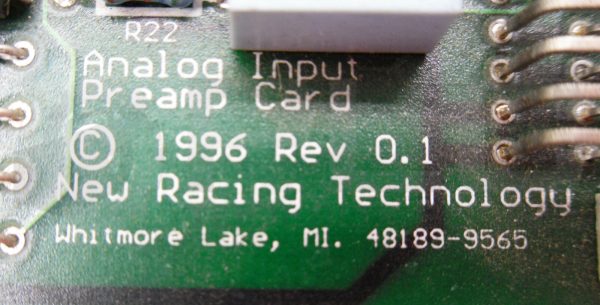 R22
Analog Input
Preamp Card
© 1996 Rev 0.1
New Racing Technology
Whitmore Lake, MI. 48189-9565